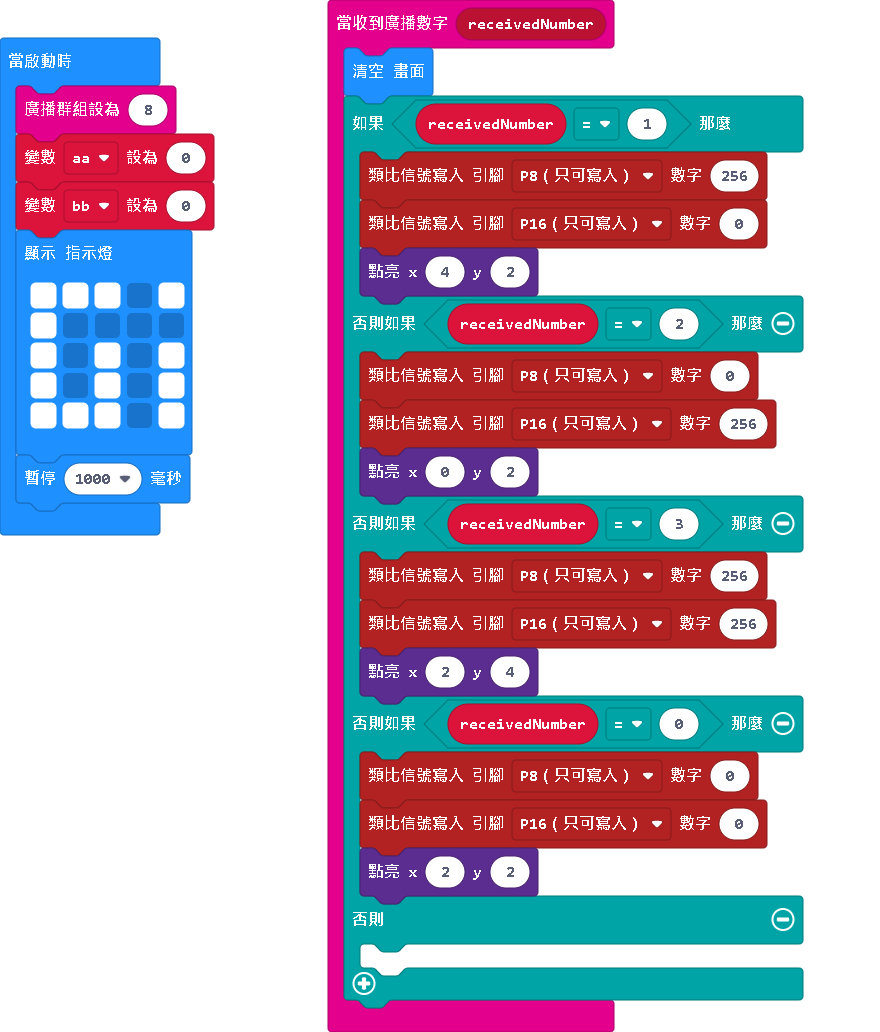 當啟動時
廣播群組設為 8
變數 aa 設為 0
變數 bb 設為 0
顯示 指示燈
暫停 1000 毫秒
當收到廣播數字 receivedNumber
清空 畫面
如果 receivedNumber = 1 那麼
類比信號寫入 引腳 P8(只可寫入) 數字 256
類比信號寫入 引腳 P16(只可寫入) 數字 0
點亮 x 4 y 2
否則如果 receivedNumber = 2 那麼
類比信號寫入 引腳 P8(只可寫入) 數字 0
類比信號寫入 引腳 P16(只可寫入) 數字 256
點亮 x 0 y 2
否則如果 receivedNumber = 3 那麼
類比信號寫入 引腳 P8(只可寫入) 數字 256
類比信號寫入 引腳 P16(只可寫入) 數字 256
點亮 x 2 y 4
否則如果 receivedNumber = 0 那麼
類比信號寫入 引腳 P8(只可寫入) 數字 0
類比信號寫入 引腳 P16(只可寫入) 數字 0
點亮 x 2 y 2
否則